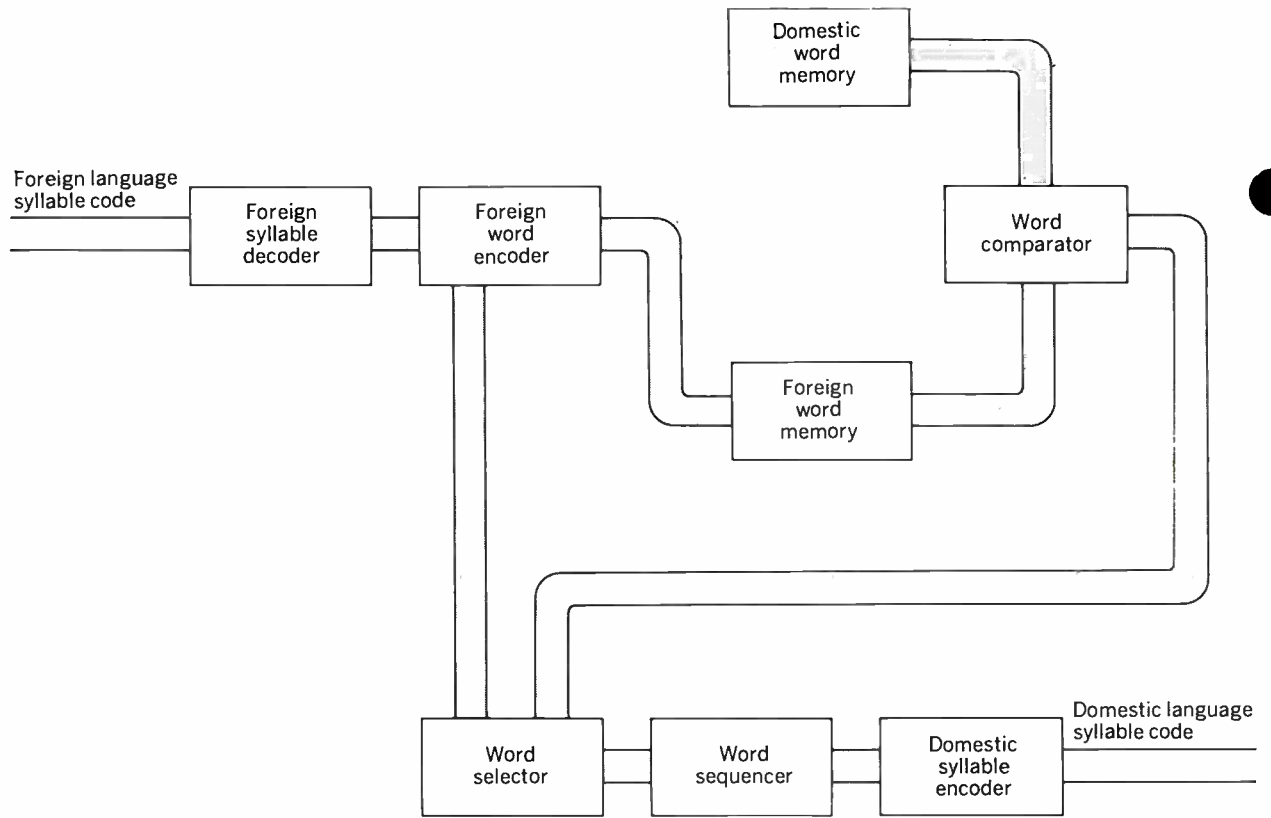 Domestic
word
memory
Foreign language
syllable code
Foreign
syllable
decoder
Foreign
word
encoder
Word
comparator
Foreign
word
memory
Word
selector
Word
sequencer
Domestic
syllable
encoder
Domestic language
syllable code